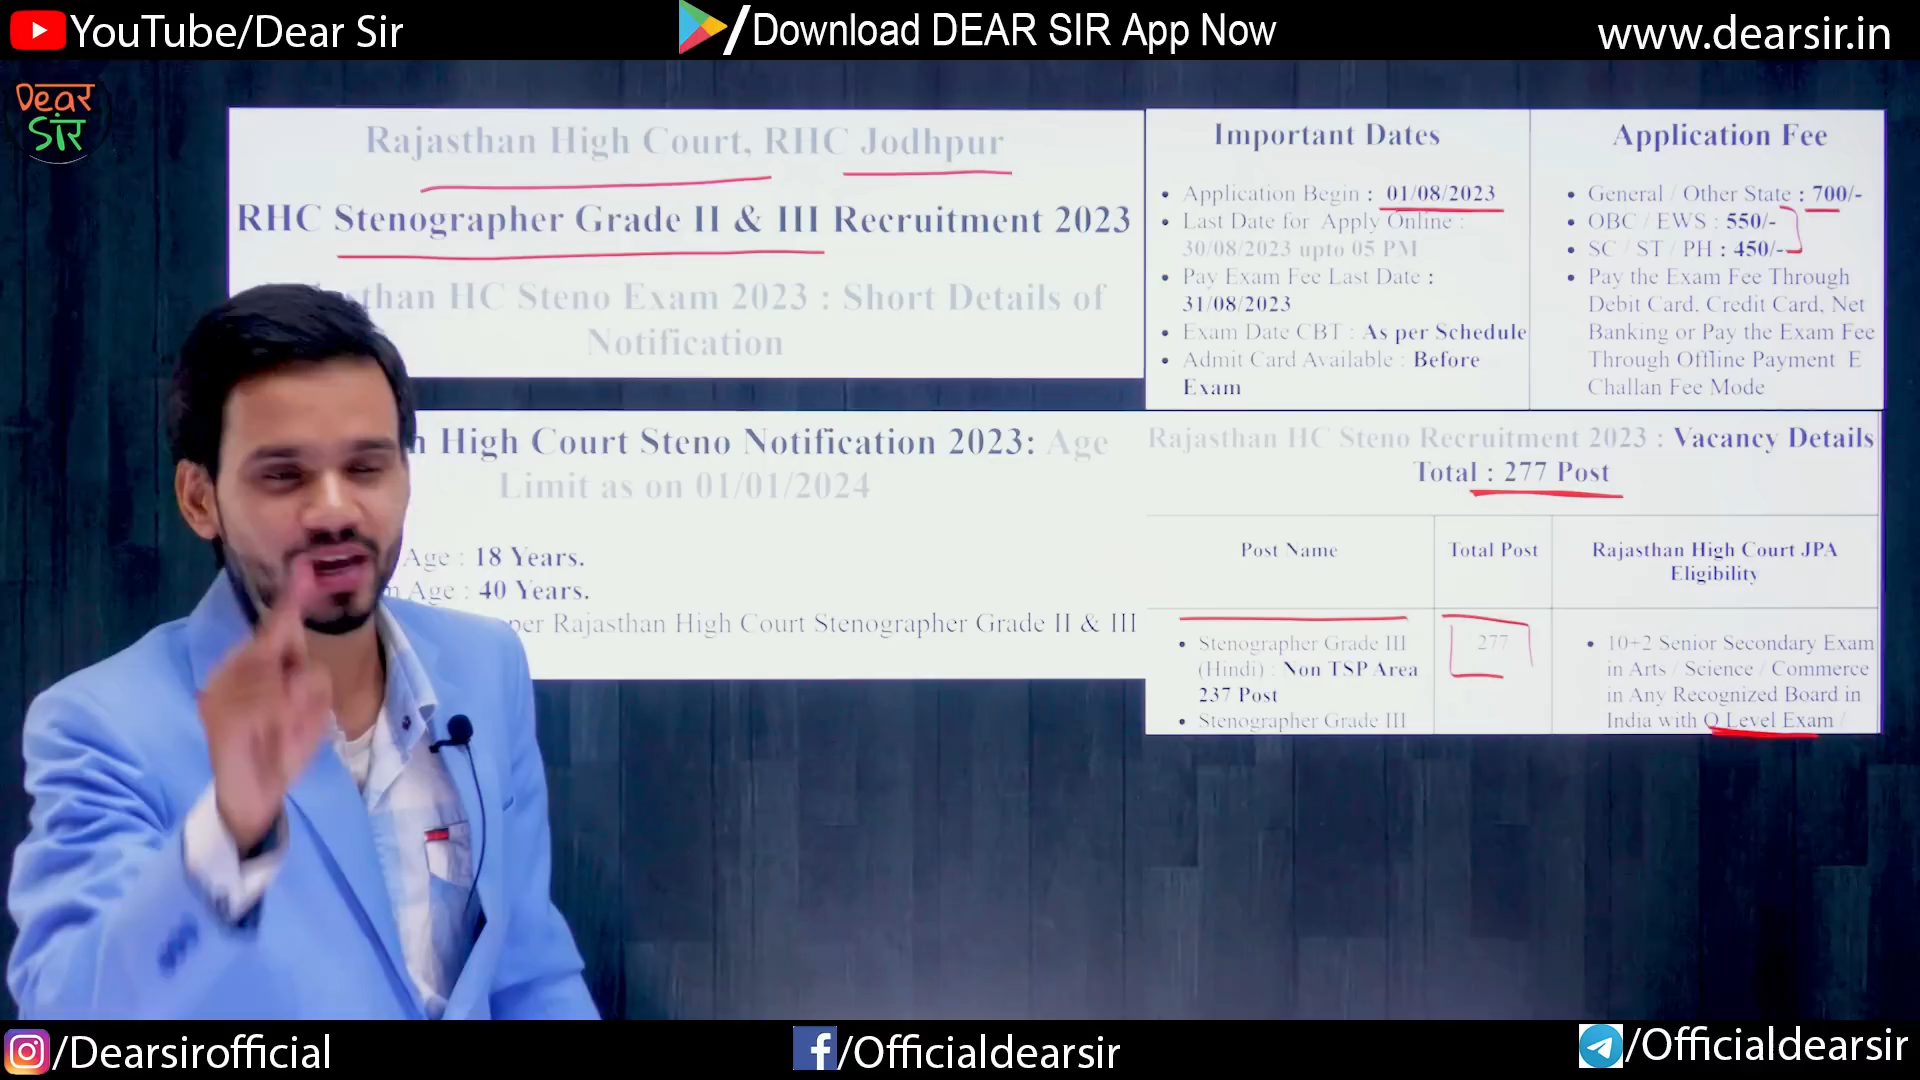 YouTube/Dear Sir
/Download DEAR SIR App Now
www.dearsir.in
Dear
Sir
Rajasthan High Court, RHC Jodhpur
RHC Stenographer Grade II & III Recruitment 2023
sthan HC Steno Exam 2023 : Short Details of
Notification
Important Dates
Application Begin : 01/08/2023
Last Date for Apply Online :
30/08/2023 upto 05 PM
Pay Exam Fee Last Date :
31/08/2023
Exam Date CBT : As per Schedule
Admit Card Available : Before
Exam
Application Fee
General / Other State : 700/-
OBC / EWS : 550/-
SC / ST / PH : 450/-
Pay the Exam Fee Through
Debit Card, Credit Card, Net
Banking or Pay the Exam Fee
Through Offline Payment E
Challan Fee Mode
n High Court Steno Notification 2023: Age
Limit as on 01/01/2024
Age : 18 Years.
m Age : 40 Years.
per Rajasthan High Court Stenographer Grade II & III
Rajasthan HC Steno Recruitment 2023 : Vacancy Details
Total : 277 Post
Post Name
Total Post
Rajasthan High Court JPA
Eligibility
Stenographer Grade III
(Hindi) : Non TSP Area
237 Post
Stenographer Grade III
277
10+2 Senior Secondary Exam
in Arts / Science / Commerce
in Any Recognized Board in
India with O Level Exam /
/Dearsirofficial
/Officialdearsir
/Officialdearsir